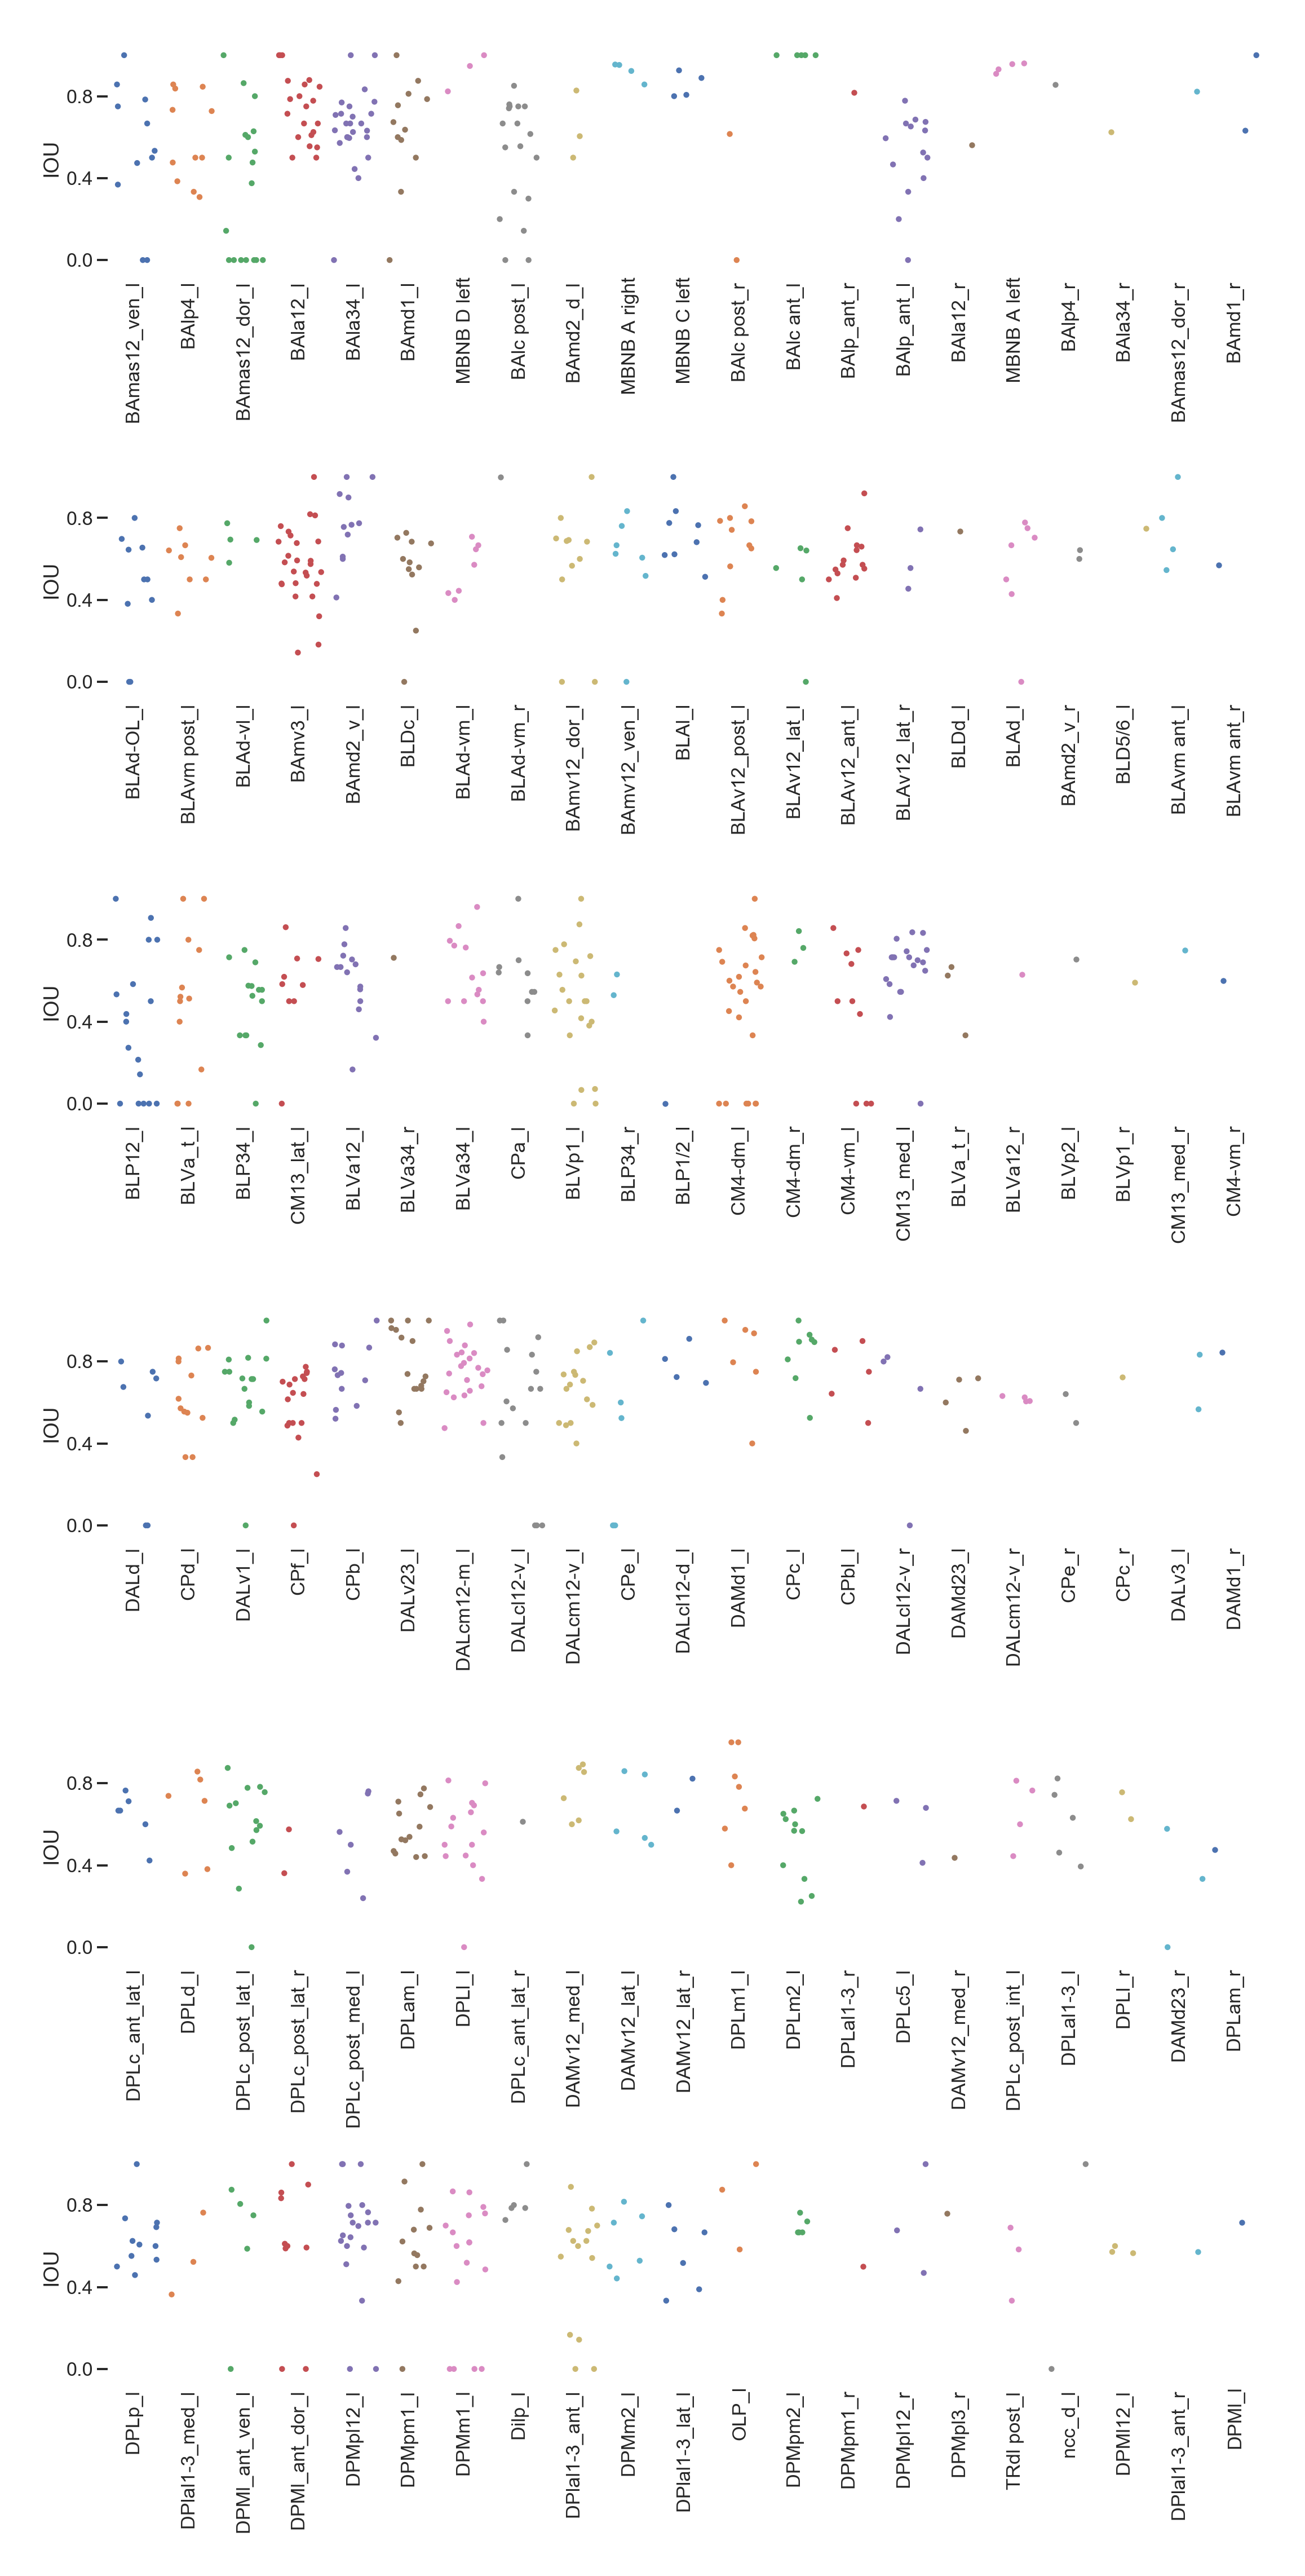 IOU
0.8
0.4
0.0
BAmas12_ven_l
BAlp4_l
BAmas12_dor_l
BAla12_l
BAla34_l
BAmd1_l
MBNB D left
BAlc post_l
BAmd2_d_l
MBNB A right
MBNB C left
BAlc post_r
BAlc ant_l
BAlp_ant_r
BAlp_ant_l
BAla12_r
MBNB A left
BAlp4_r
BAla34_r
BAmas12_dor_r
BAmd1_r
IOU
0.8
0.4
0.0
BLAd-OL_l
BLAvm post_l
BLAd-vl_l
BAmv3_l
BAmd2_v_l
BLDc_l
BLAd-vm_l
BLAd-vm_r
BAmv12_dor_l
BAmv12_ven_l
BLAl_l
BLAv12_post_l
BLAv12_lat_l
BLAv12_ant_l
BLAv12_lat_r
BLDd_l
BLAd_l
BAmd2_v_r
BLD5/6_l
BLAvm ant_l
BLAvm ant_r
IOU
0.8
0.4
0.0
BLP12_l
BLVa_t_l
BLP34_l
CM13_lat_l
BLVa12_l
BLVa34_r
BLVa34_l
CPa_l
BLVp1_l
BLP34_r
BLP1/2_l
CM4-dm_l
CM4-dm_r
CM4-vm_l
CM13_med_l
BLVa_t_r
BLVa12_r
BLVp2_l
BLVp1_r
CM13_med_r
CM4-vm_r
IOU
0.8
0.4
0.0
DALd_l
CPd_l
DALv1_l
CPf_l
CPb_l
DALv23_l
DALcm12-m_l
DALcl12-v_l
DALcm12-v_l
CPe_l
DALcl12-d_l
DAMd1_l
CPc_l
CPbl_l
DALcl12-v_r
DAMd23_l
DALcm12-v_r
CPe_r
CPc_r
DALv3_l
DAMd1_r
IOU
0.8
0.4
0.0
DPLc_ant_lat_l
DPLd_l
DPLc_post_lat_l
DPLc_post_lat_r
DPLc_post_med_l
DPLam_l
DPLl_l
DPLc_ant_lat_r
DAMv12_med_l
DAMv12_lat_l
DAMv12_lat_r
DPLm1_l
DPLm2_l
DPLal1-3_r
DPLc5_l
DAMv12_med_r
DPLc_post_int_l
DPLal1-3_l
DPLl_r
DAMd23_r
DPLam_r
IOU
0.8
0.4
0.0
DPLp_l
DPlal1-3_med_l
DPMl_ant_ven_l
DPMl_ant_dor_l
DPMpl12_l
DPMpm1_l
DPMm1_l
Dilp_l
DPlal1-3_ant_l
DPMm2_l
DPlal1-3_lat_l
OLP_l
DPMpm2_l
DPMpm1_r
DPMpl12_r
DPMpl3_r
TRdl post_l
ncc_d_l
DPMl12_l
DPlal1-3_ant_r
DPMl_l